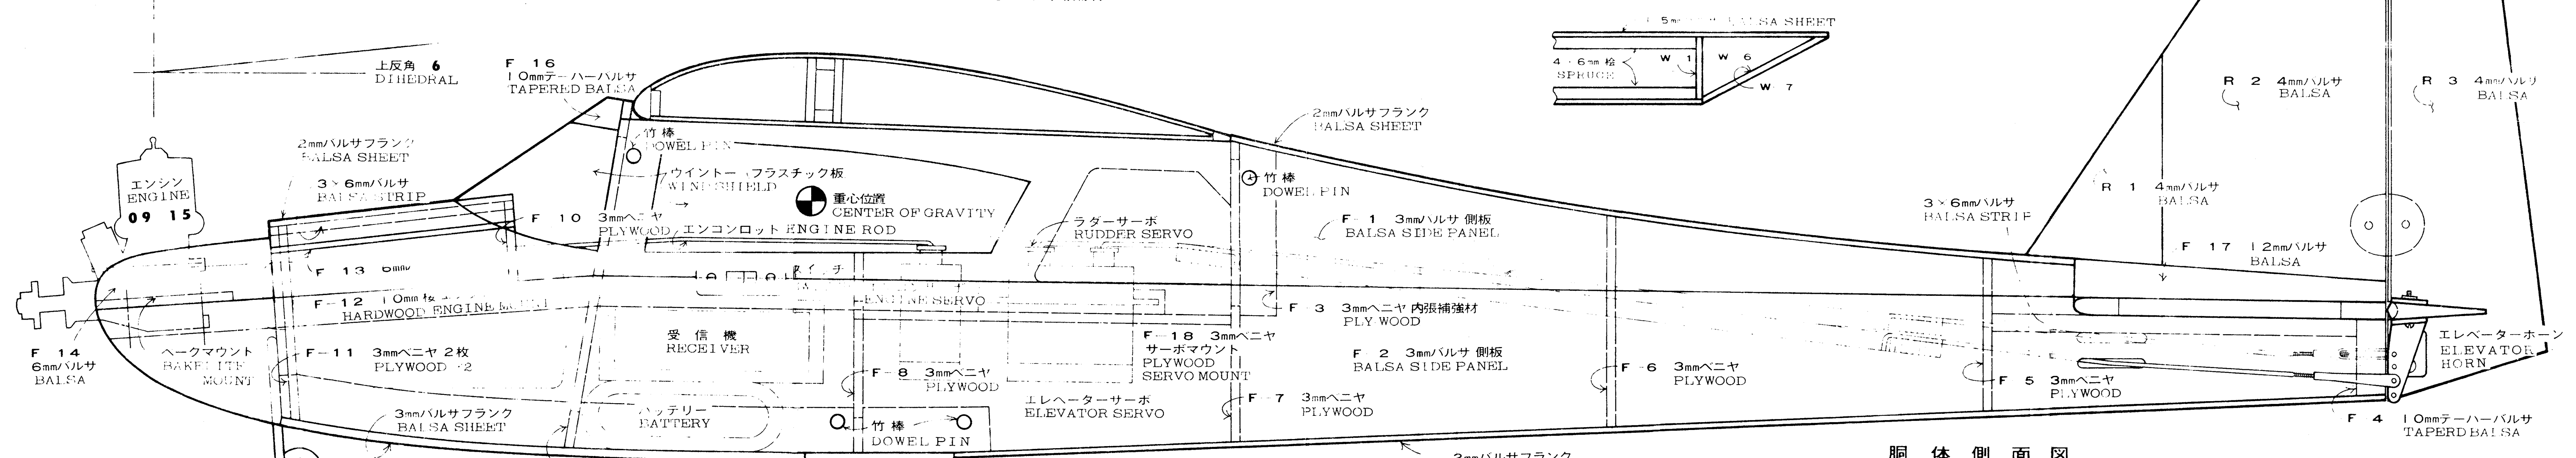 上反角 6
DIHEDRAL
F 16
10mmテーハーバルサ
TAPERED BALSA
5mm BALSA SHEET
4×6mm 桧
SPRUCE
W 1
W 6
W 7
R 2 4mmバルサ
BALSA
R 3 4mmバルサ
BALSA
R 1 4mmバルサ
BALSA
エンシン
ENGINE
09 15
2mmバルサフランク
BALSA SHEET
3×6mmバルサ
BALSA STRIP
竹棒
DOWEL PIN
ウイント フラスチック板
WINDSHIELD
重心位置
CENTER OF GRAVITY
2mmバルサフランク
BALSA SHEET
竹棒
DOWEL PIN
F 10 3mmベニヤ
PLYWOOD
エンコンロット ENGINE ROD
ラダーサーボ
RUDDER SERVO
F-1 3mmバルサ 側板
BALSA SIDE PANEL
3×6mmバルサ
BALSA STRIP
F 17 12mmバルサ
BALSA
F 13
スイッチ
F-12 10mm 桜
HARDWOOD ENGINE MOUNT
ENGINE SERVO
F 3 3mmベニヤ 内張補強材
PLYWOOD
F 14
6mmバルサ
BALSA
ヘークマウント
BAKELITE
MOUNT
F-11 3mmベニヤ 2枚
PLYWOOD ×2
受信機
RECEIVER
F-8 3mmベニヤ
PLYWOOD
F-18 3mmベニヤ
サーボマウント
PLYWOOD
SERVO MOUNT
F 2 3mmバルサ 側板
BALSA SIDE PANEL
F-6 3mmベニヤ
PLYWOOD
F 5 3mmベニヤ
PLYWOOD
エレベーターホーン
ELEVATOR
HORN
3mmバルサフランク
BALSA SHEET
バッテリー
BATTERY
竹棒
DOWEL PIN
エレベーターサーボ
ELEVATOR SERVO
F-7 3mmベニヤ
PLYWOOD
F 4 10mmテーハーバルサ
TAPERD BALSA
3mmバルサフランク
胴体側面図